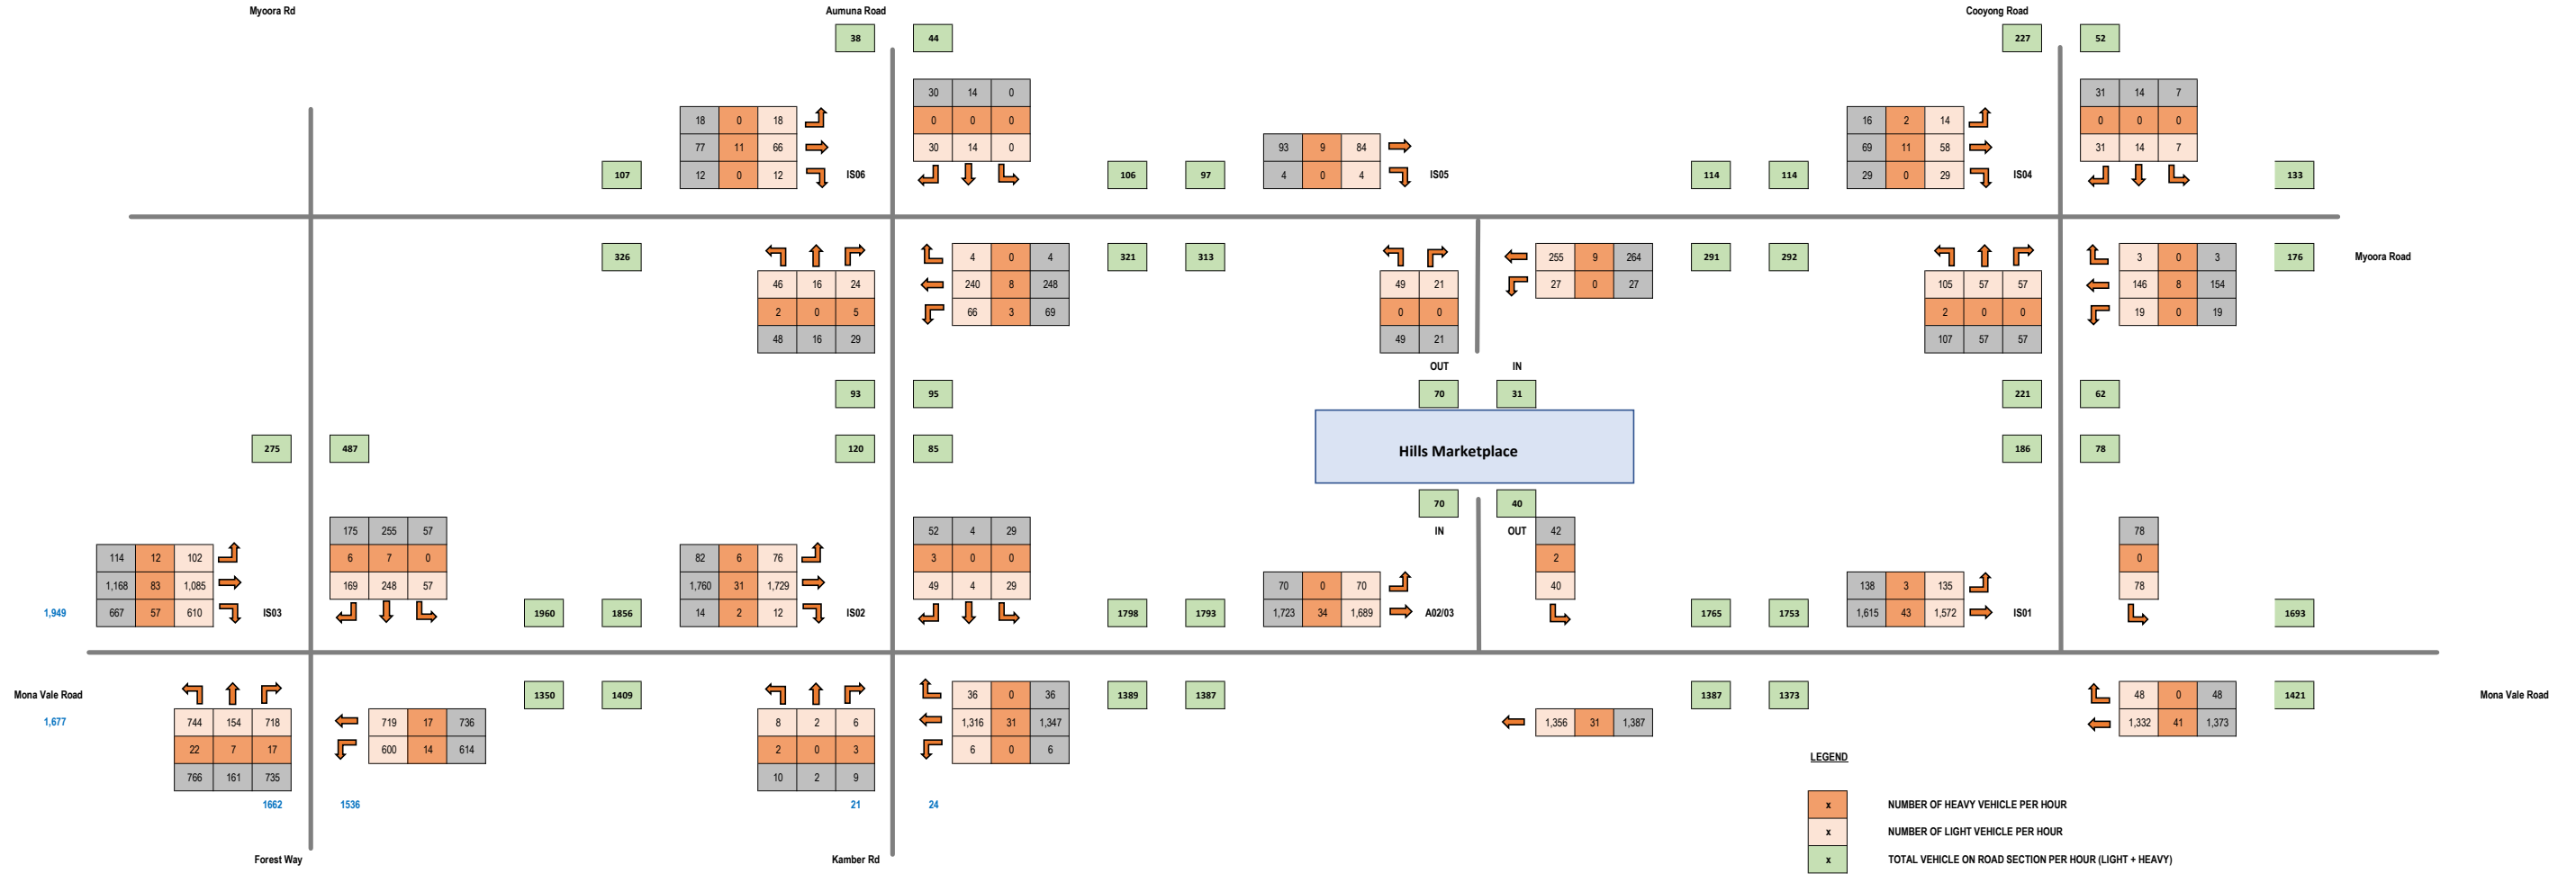 Myoora Rd Aumuna Road Cooyong Road
38 44 227 52
30 14 0 31 14 7
18 0 18 0 0 0 16 2 14 0 0 0
77 11 66 30 14 0 93 9 84 69 11 58 31 14 7
107 12 0 12 IS06 106 97 4 0 4 IS05 114 114 29 0 29 IS04 133
326 4 0 4 321 313 255 9 264 291 292 3 0 3 176 Myoora Road
46 16 24 240 8 248 49 21 27 0 27 105 57 57 146 8 154
2 0 5 66 3 69 0 0 2 0 0 19 0 19
48 16 29 49 21 107 57 57
OUT IN
93 95 70 31 221 62
275 487 120 85 Hills Marketplace 186 78
70 40
175 255 57 52 4 29 IN OUT 42 78
114 12 102 6 7 0 82 6 76 3 0 0 2 0
1,168 83 1,085 169 248 57 1,760 31 1,729 49 4 29 70 0 70 40 138 3 135 78
1,949 667 57 610 IS03 1960 1856 14 2 12 IS02 1798 1793 1,723 34 1,689 A02/03 1765 1753 1,615 43 1,572 IS01 1693
Mona Vale Road 1350 1409 36 0 36 1389 1387 1387 1373 48 0 48 1421 Mona Vale Road
1,677 744 154 718 719 17 736 8 2 6 1,316 31 1,347 1,356 31 1,387 1,332 41 1,373
22 7 17 600 14 614 2 0 3 6 0 6
766 161 735 10 2 9
LEGEND
1662 1536 21 24
x NUMBER OF HEAVY VEHICLE PER HOUR
x NUMBER OF LIGHT VEHICLE PER HOUR
Forest Way Kamber Rd
x TOTAL VEHICLE ON ROAD SECTION PER HOUR (LIGHT + HEAVY)